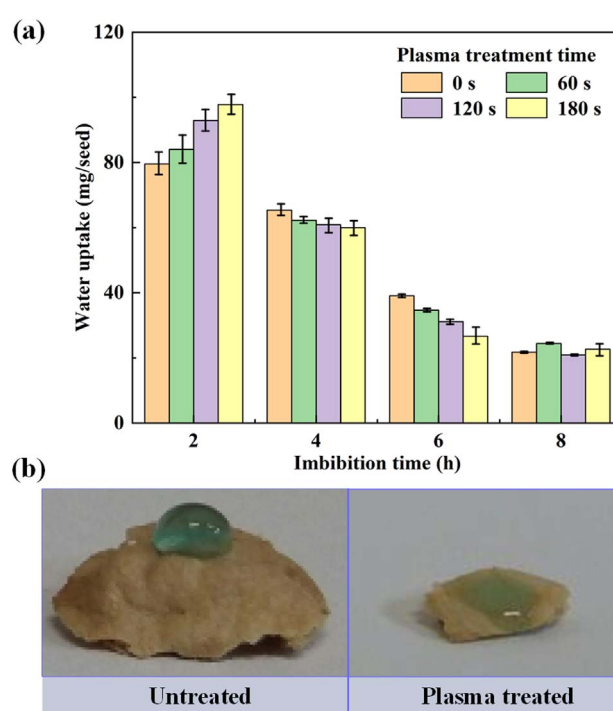 (a)
120
80
40
0
Water uptake (mg/seed)
Plasma treatment time
0 s 60 s
120 s 180 s
2 4 6 8
Imbibition time (h)
(b)
Untreated Plasma treated